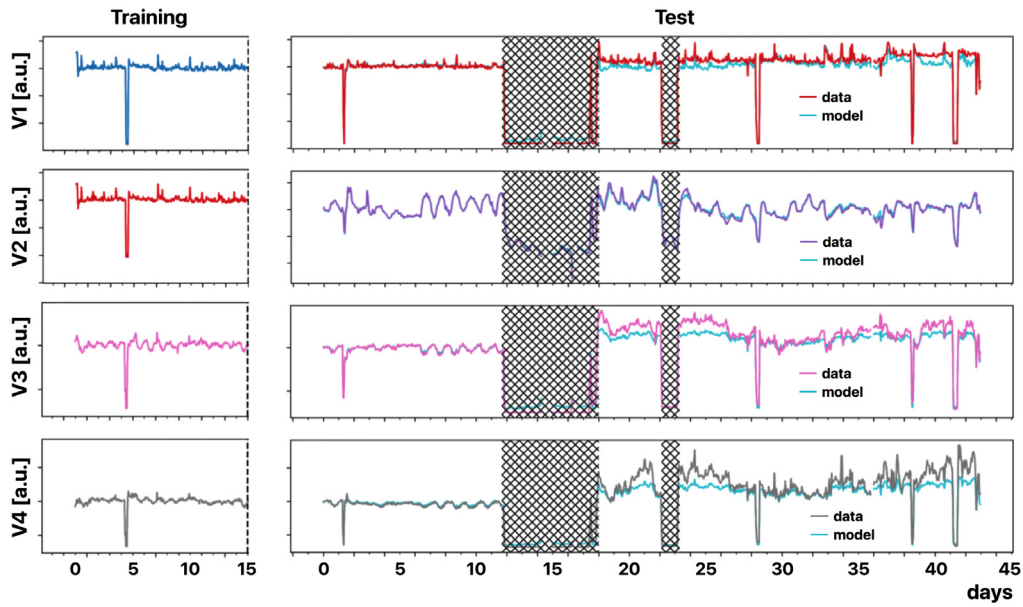 Training Test
V1 [a.u.]
data
model
V2 [a.u.]
data
model
V3 [a.u.]
data
model
V4 [a.u.]
data
model
0 5 10 15 0 5 10 15 20 25 30 35 40 45
days